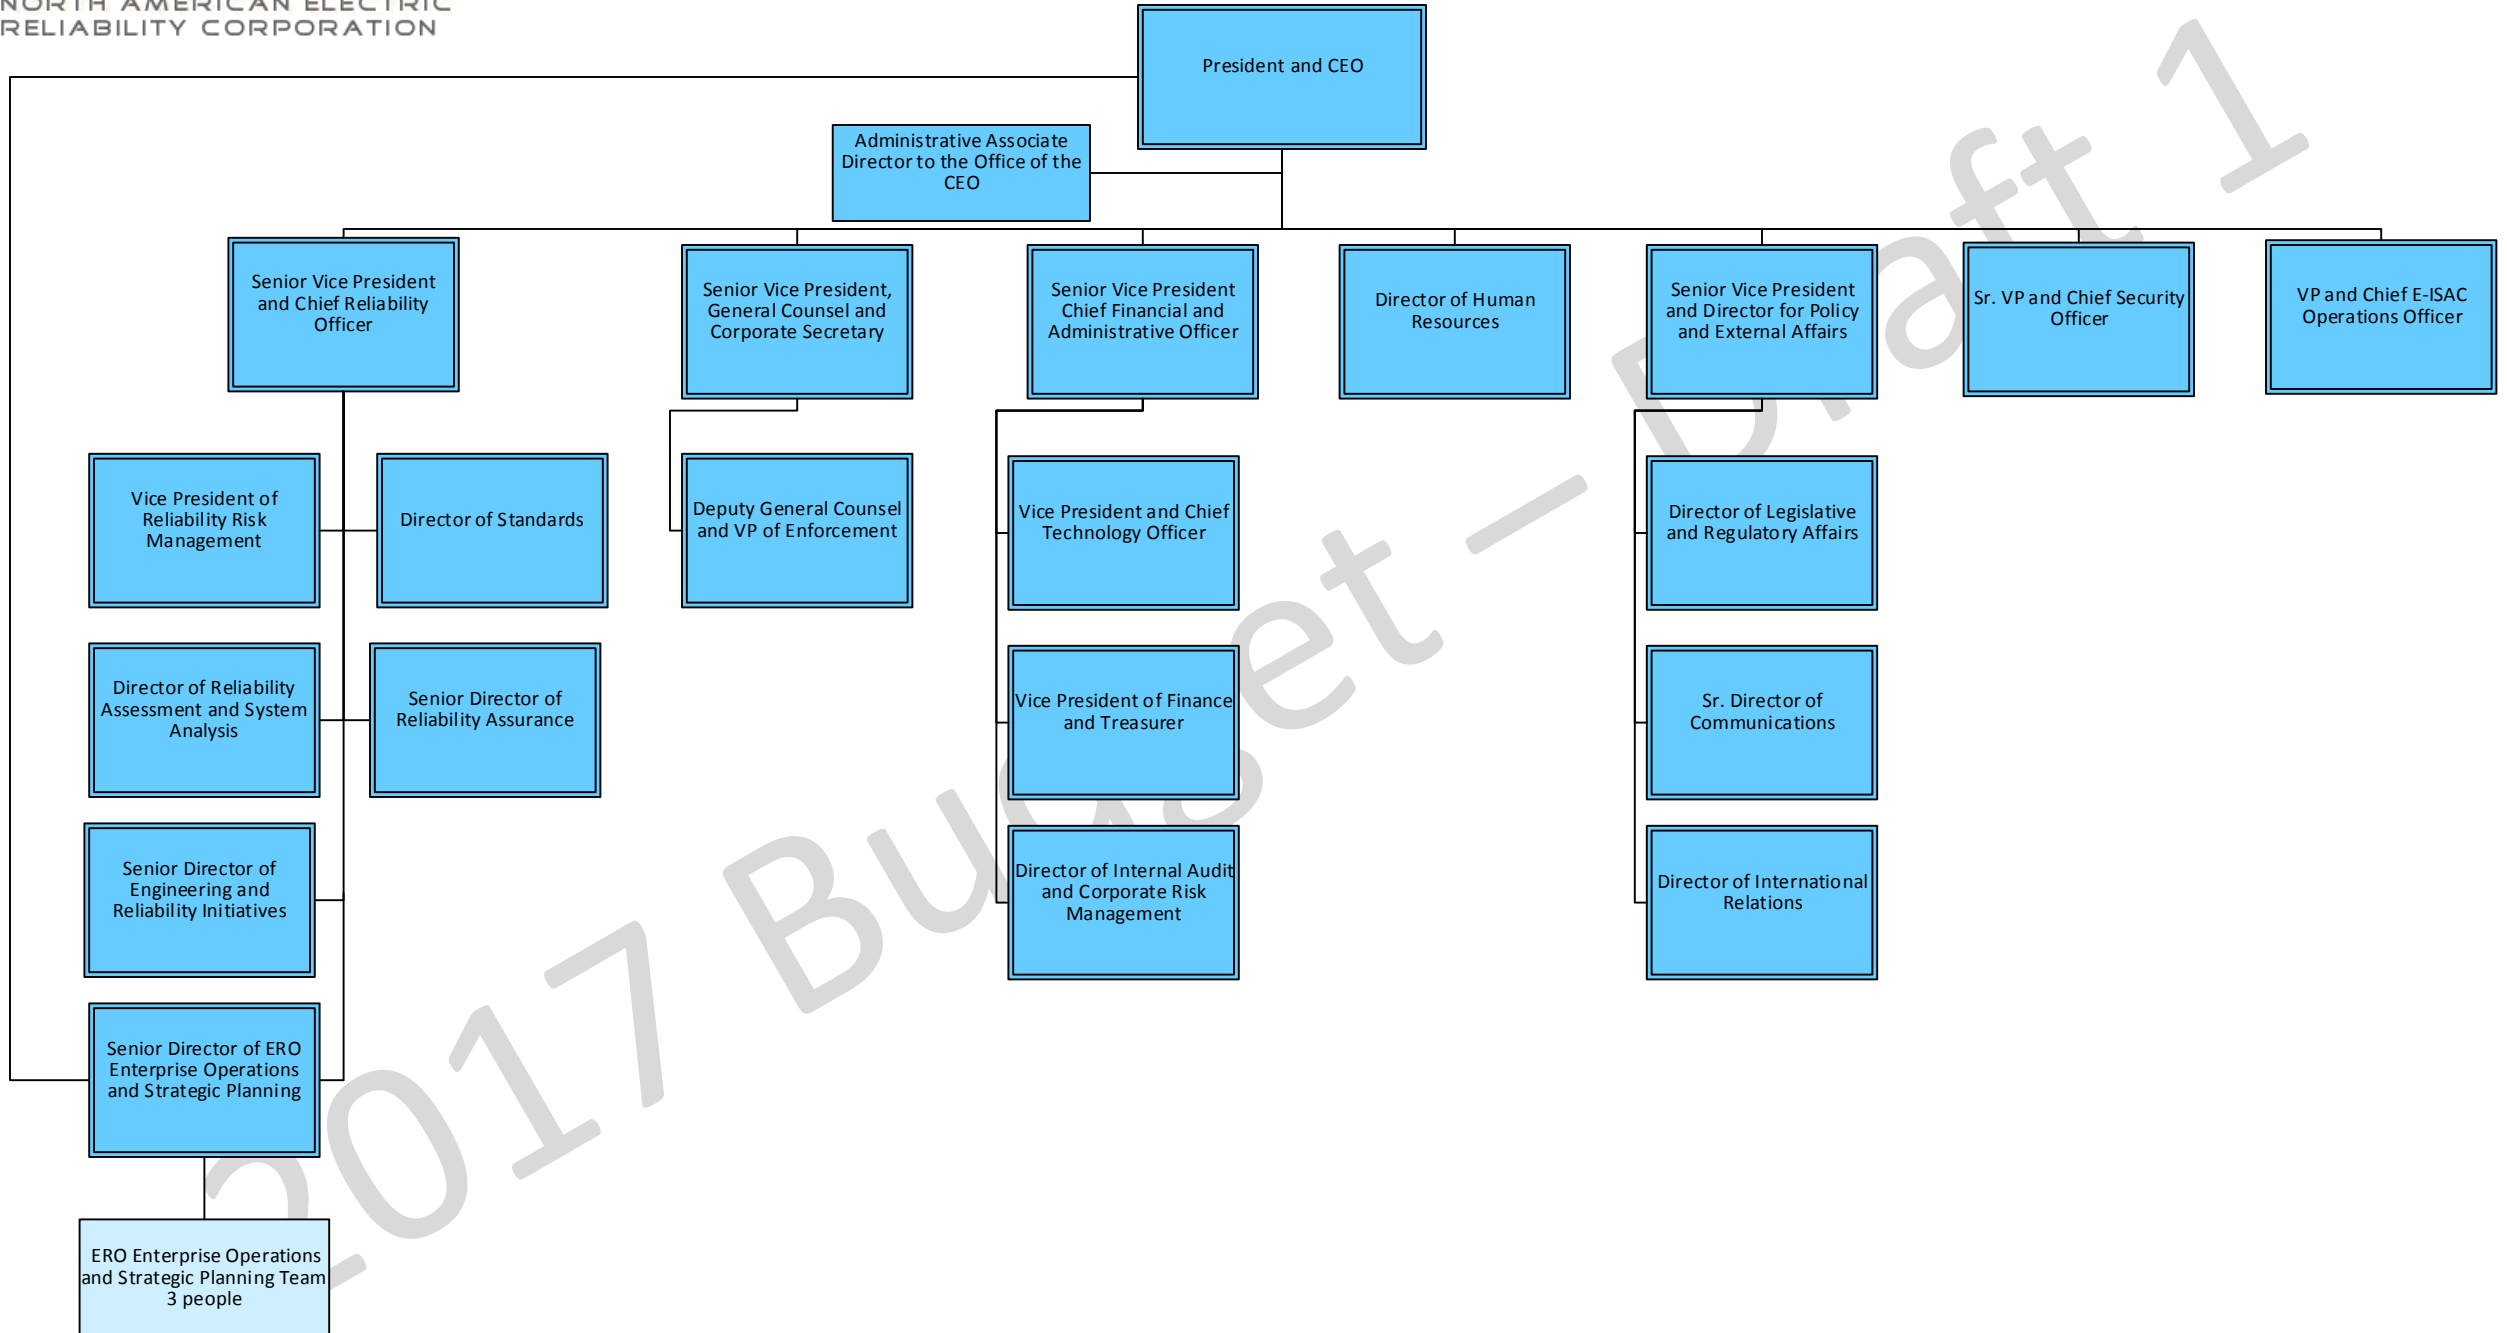 NORTH AMERICAN ELECTRIC
RELIABILITY CORPORATION
President and CEO
Administrative Associate
Director to the Office of the
CEO
Senior Vice President
and Chief Reliability
Officer
Senior Vice President,
General Counsel and
Corporate Secretary
Senior Vice President
Chief Financial and
Administrative Officer
Director of Human
Resources
Senior Vice President
and Director for Policy
and External Affairs
Sr. VP and Chief Security
Officer
VP and Chief E-ISAC
Operations Officer
Vice President of
Reliability Risk
Management
Director of Standards
Deputy General Counsel
and VP of Enforcement
Vice President and Chief
Technology Officer
Director of Legislative
and Regulatory Affairs
Director of Reliability
Assessment and System
Analysis
Senior Director of
Reliability Assurance
Vice President of Finance
and Treasurer
Sr. Director of
Communications
Senior Director of
Engineering and
Reliability Initiatives
Director of Internal Audit
and Corporate Risk
Management
Director of International
Relations
Senior Director of ERO
Enterprise Operations
and Strategic Planning
ERO Enterprise Operations
and Strategic Planning Team
3 people
2017 Budget – Draft 1